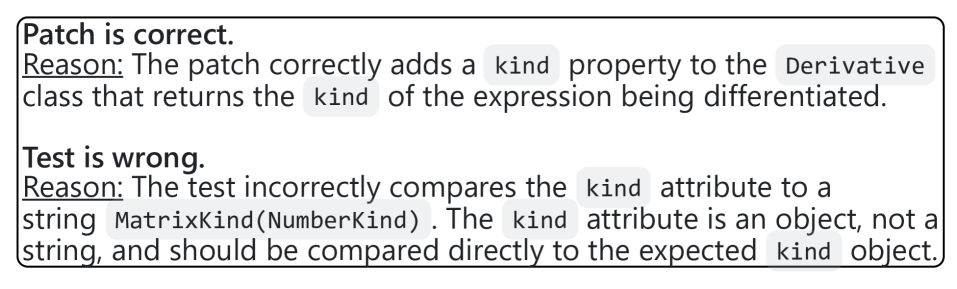 Patch is correct.
Reason: The patch correctly adds a kind property to the Derivative
class that returns the kind of the expression being differentiated.
Test is wrong.
Reason: The test incorrectly compares the kind attribute to a
string MatrixKind(NumberKind). The kind attribute is an object, not a
string, and should be compared directly to the expected kind object.